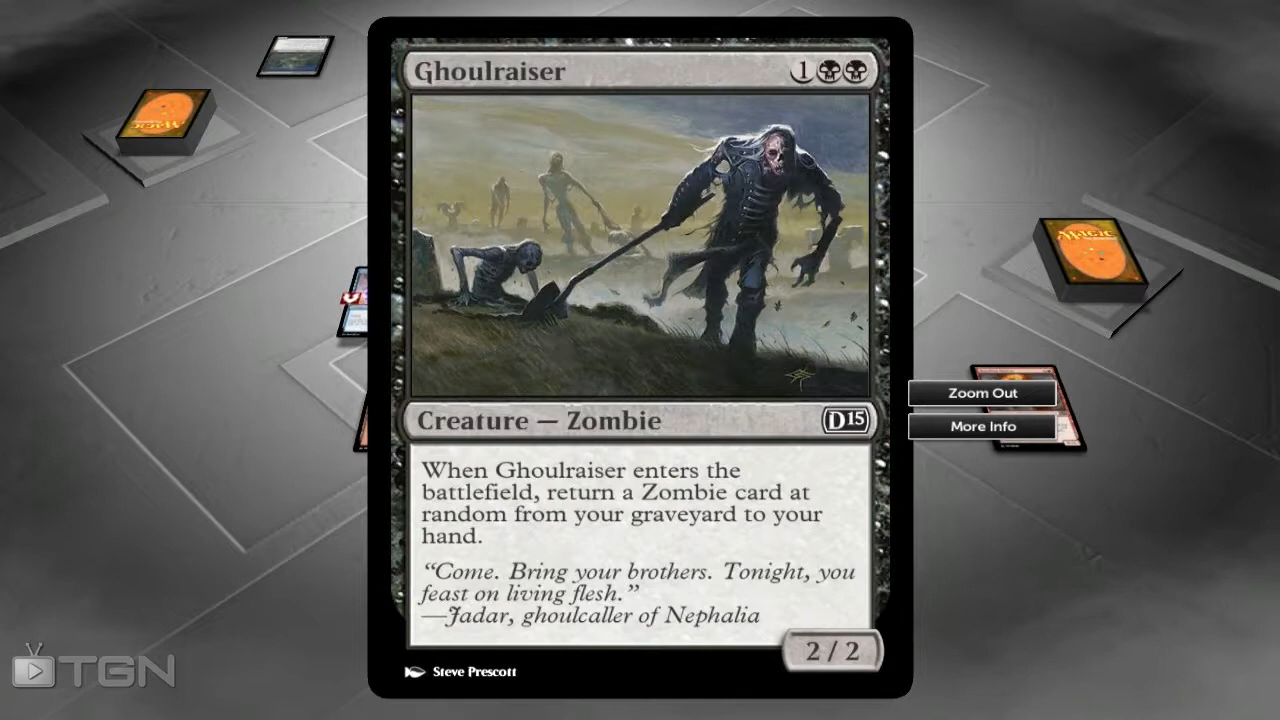 Ghoulraiser 1
MAGIC
Zoom Out
More Info
Creature — Zombie D15
When Ghoulraiser enters the
battlefield, return a Zombie card at
random from your graveyard to your
hand.
“Come. Bring your brothers. Tonight, you
feast on living flesh.”
—Jadar, ghoulcaller of Nephalia
2 / 2
Steve Prescott
TGN